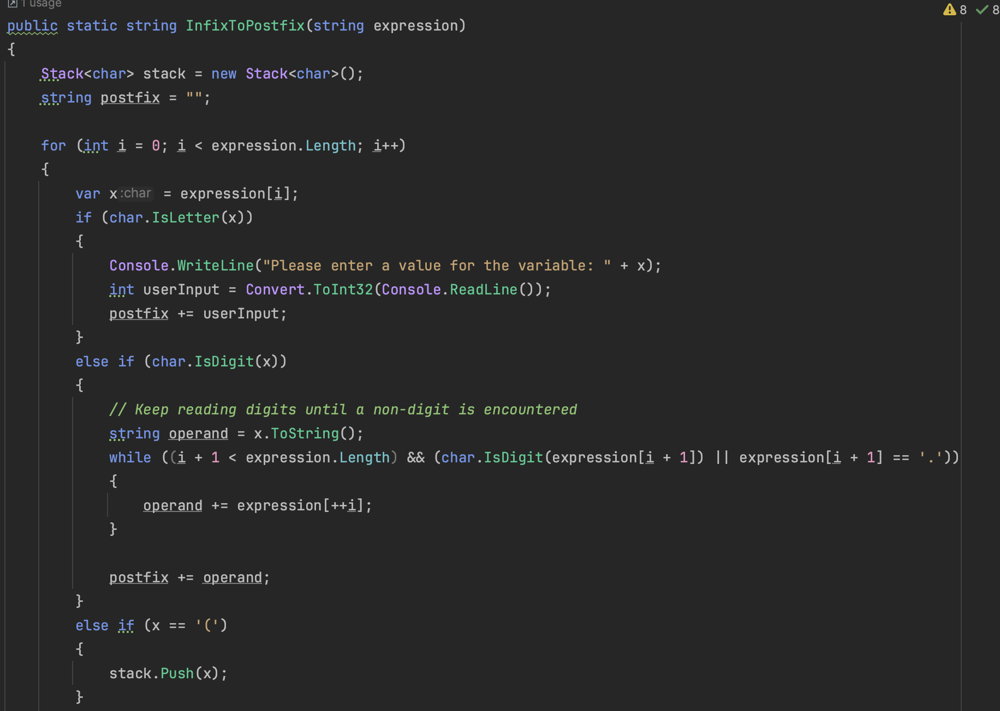 1 usage
8 8
public static string InfixToPostfix(string expression)
{
Stack<char> stack = new Stack<char>();
string postfix = "";
for (int i = 0; i < expression.Length; i++)
{
var x :char = expression[i];
if (char.IsLetter(x))
{
Console.WriteLine("Please enter a value for the variable: " + x);
int userInput = Convert.ToInt32(Console.ReadLine());
postfix += userInput;
}
else if (char.IsDigit(x))
{
// Keep reading digits until a non-digit is encountered
string operand = x.ToString();
while ((i + 1 < expression.Length) && (char.IsDigit(expression[i + 1]) || expression[i + 1] == '.'))
{
operand += expression[++i];
}
postfix += operand;
}
else if (x == '(')
{
stack.Push(x);
}